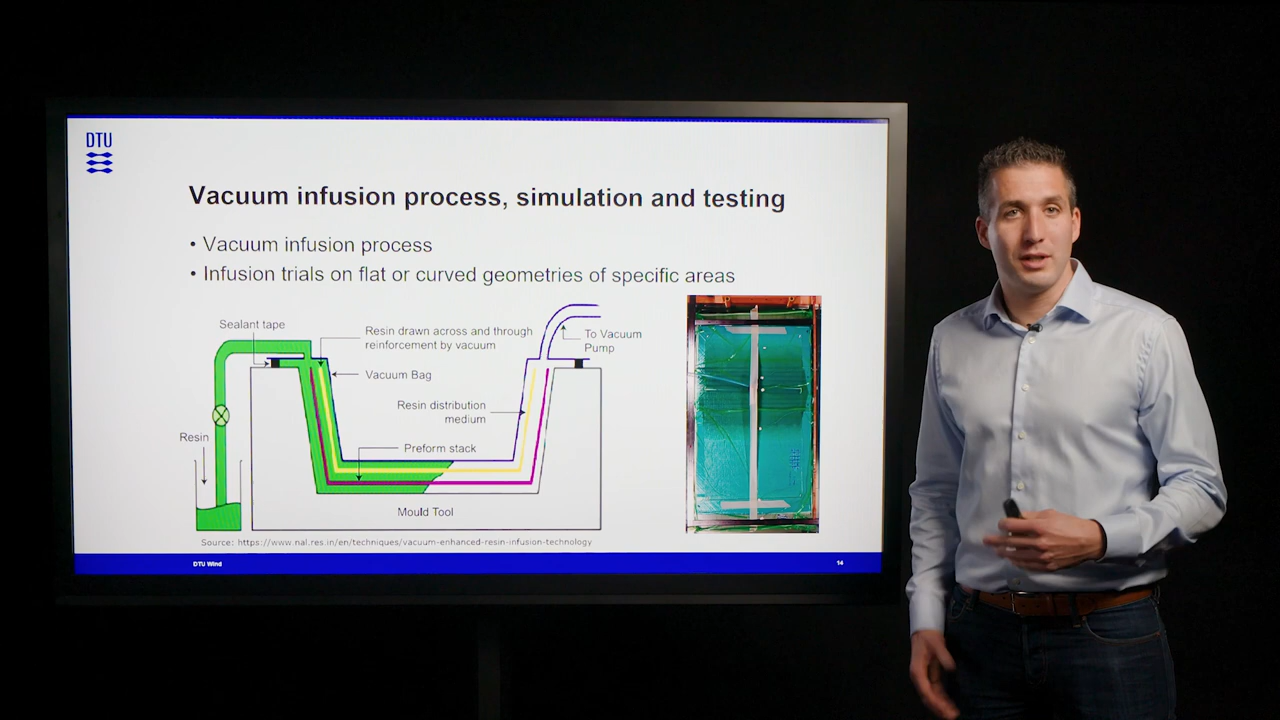 DTU
Vacuum infusion process, simulation and testing
• Vacuum infusion process
• Infusion trials on flat or curved geometries of specific areas
Sealant tape
Resin drawn across and through
reinforcement by vacuum
To Vacuum
Pump
Vacuum Bag
Resin distribution
medium
Resin
Preform stack
Mould Tool
Source: https://www.nal.res.in/en/techniques/vacuum-enhanced-resin-infusion-technology
DTU Wind
14